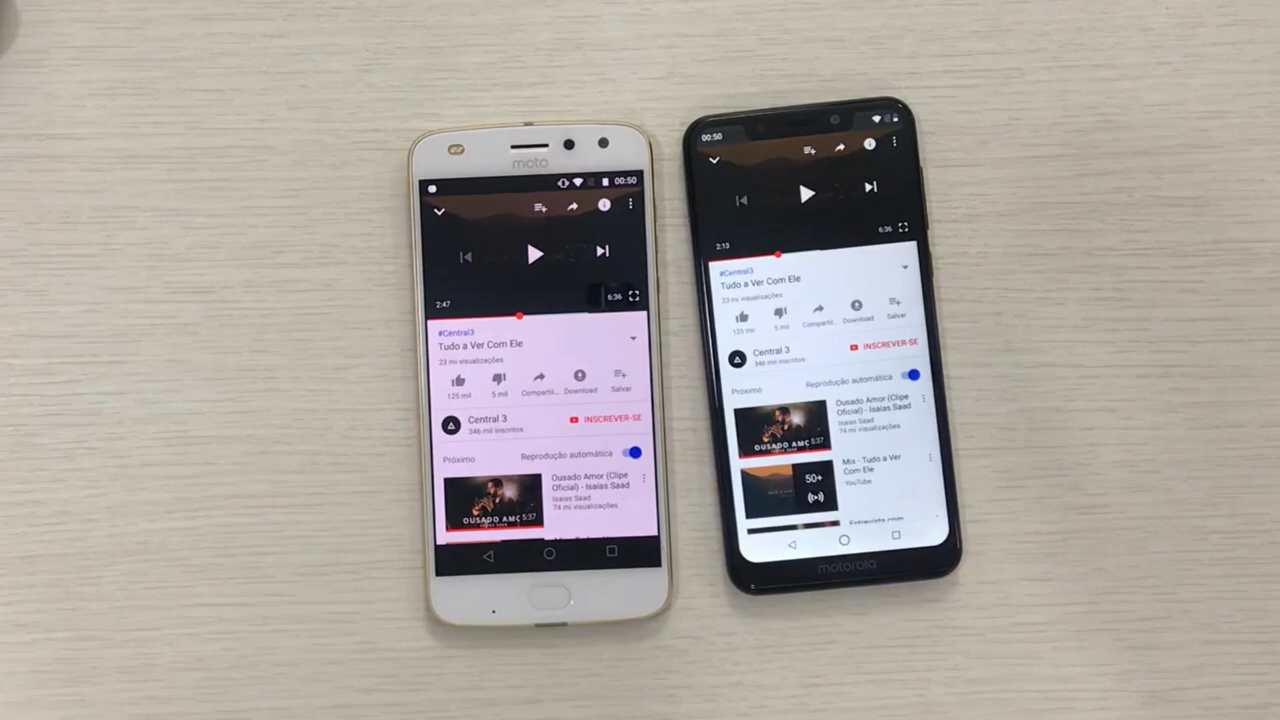 moto
00:50
2:47
6:36
#Central3
Tudo a Ver Com Ele
23 mi visualizações
125 mil
5 mil
Compartil...
Download
Salvar
Central 3
346 mil inscritos
INSCREVER-SE
Próximo
Reprodução automática
OUSADO AMO
5:37
Ousado Amor (Clipe
Oficial) - Isaias Saad
Isaias Saad
74 mi visualizações
00:50
2:13
6:36
#Central3
Tudo a Ver Com Ele
23 mi visualizações
125 mil
5 mil
Compartil...
Download
Salvar
Central 3
346 mil inscritos
INSCREVER-SE
Próximo
Reprodução automática
OUSADO AMO
5:37
Ousado Amor (Clipe
Oficial) - Isaias Saad
Isaias Saad
74 mi visualizações
50+
Mix - Tudo a Ver
Com Ele
YouTube
Entrevista com
motorola